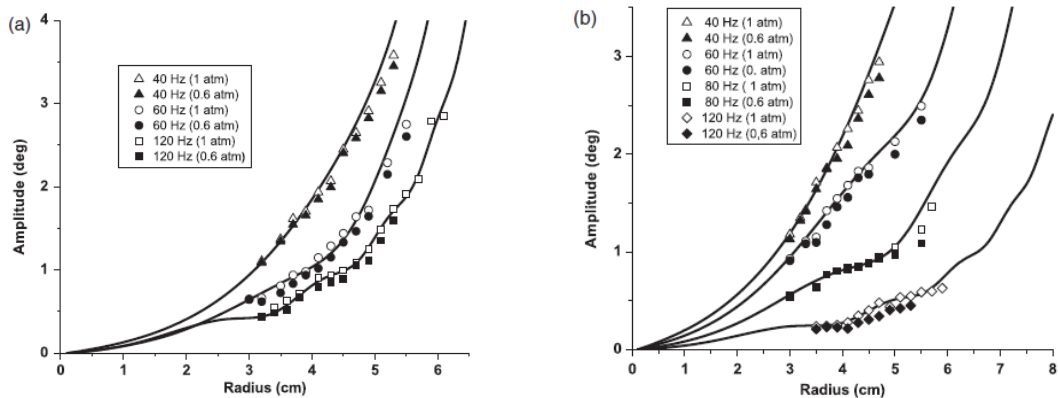 (a)
4
3
2
1
0
Amplitude (deg)
40 Hz (1 atm)
40 Hz (0.6 atm)
60 Hz (1 atm)
60 Hz (0.6 atm)
120 Hz (1 atm)
120 Hz (0.6 atm)
0 1 2 3 4 5 6
Radius (cm)
(b)
3
2
1
0
Amplitude (deg)
40 Hz (1 atm)
40 Hz (0.6 atm)
60 Hz (1 atm)
60 Hz (0. atm)
80 Hz ( 1 atm)
80 Hz (0.6 atm)
120 Hz (1 atm)
120 Hz (0,6 atm)
0 1 2 3 4 5 6 7 8
Radius (cm)